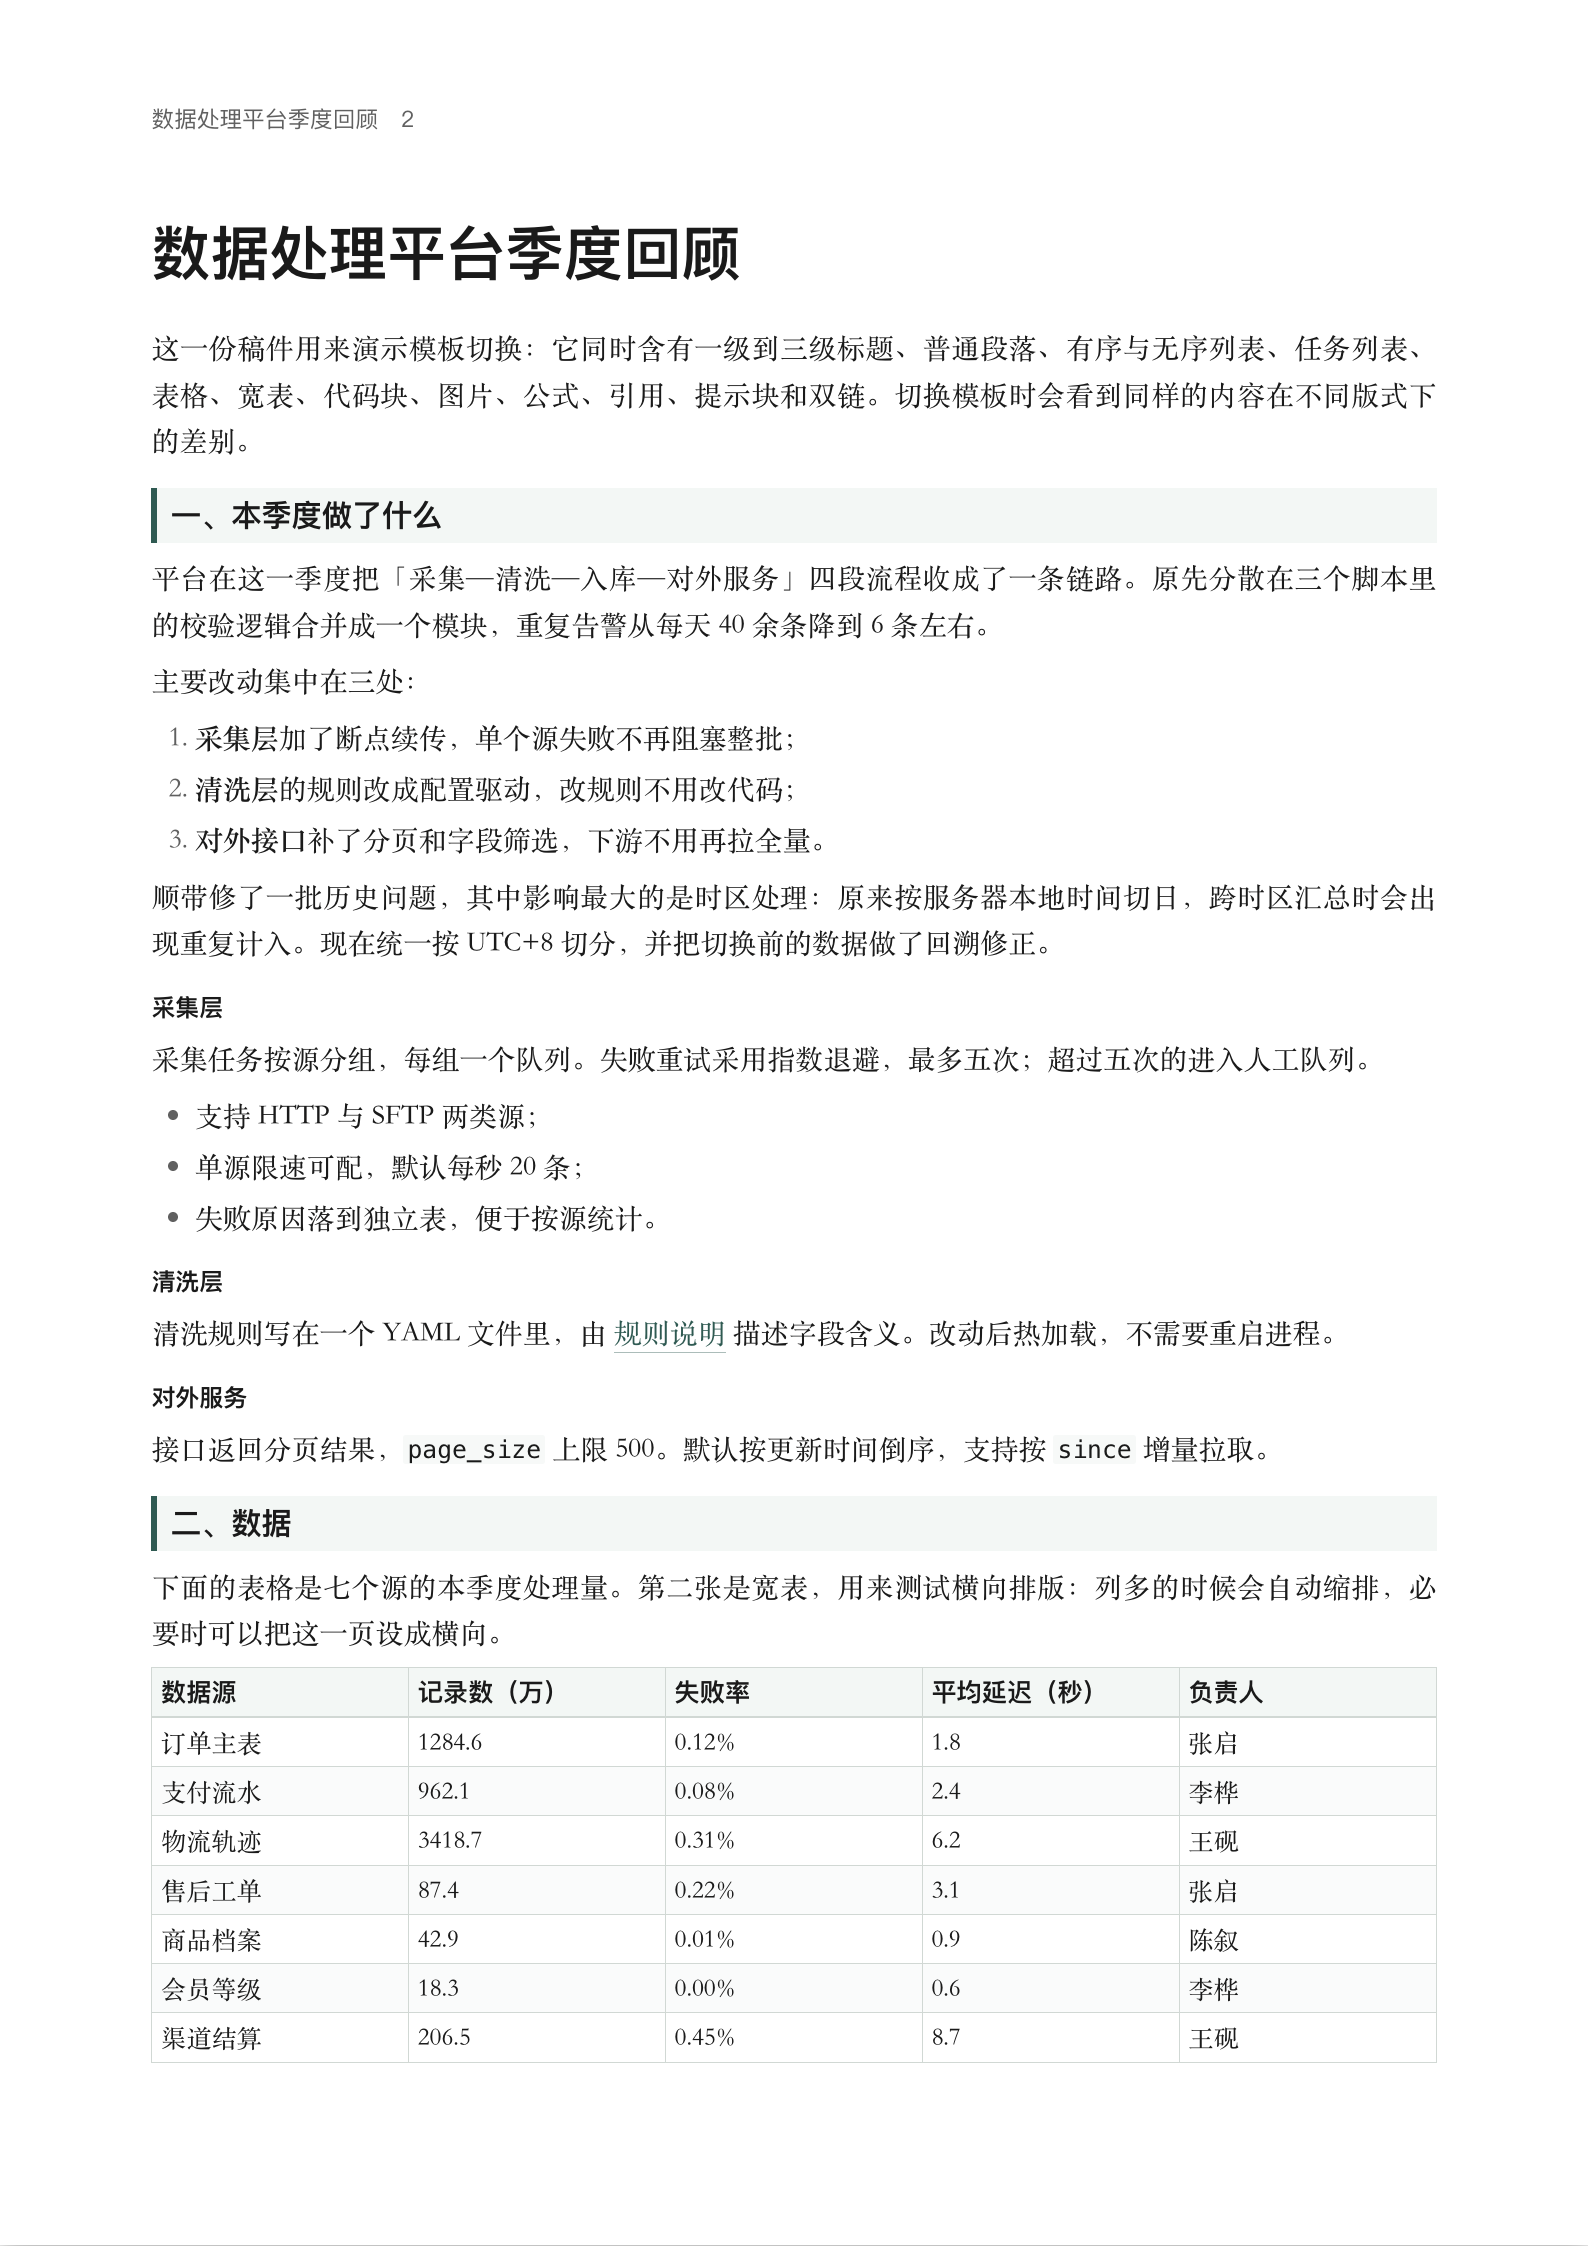 数据处理平台季度回顾 2
数据处理平台季度回顾
这一份稿件用来演示模板切换：它同时含有一级到三级标题、普通段落、有序与无序列表、任务列表、
表格、宽表、代码块、图片、公式、引用、提示块和双链。切换模板时会看到同样的内容在不同版式下
的差别。
一、本季度做了什么
平台在这一季度把「采集—清洗—入库—对外服务」四段流程收成了一条链路。原先分散在三个脚本里
的校验逻辑合并成一个模块，重复告警从每天 40 余条降到 6 条左右。
主要改动集中在三处：
1. 采集层加了断点续传，单个源失败不再阻塞整批；
2. 清洗层的规则改成配置驱动，改规则不用改代码；
3. 对外接口补了分页和字段筛选，下游不用再拉全量。
顺带修了一批历史问题，其中影响最大的是时区处理：原来按服务器本地时间切日，跨时区汇总时会出
现重复计入。现在统一按 UTC+8 切分，并把切换前的数据做了回溯修正。
采集层
采集任务按源分组，每组一个队列。失败重试采用指数退避，最多五次；超过五次的进入人工队列。
• 支持 HTTP 与 SFTP 两类源；
• 单源限速可配，默认每秒 20 条；
• 失败原因落到独立表，便于按源统计。
清洗层
清洗规则写在一个 YAML 文件里，由 规则说明 描述字段含义。改动后热加载，不需要重启进程。
对外服务
接口返回分页结果，page_size 上限 500。默认按更新时间倒序，支持按 since 增量拉取。
二、数据
下面的表格是七个源的本季度处理量。第二张是宽表，用来测试横向排版：列多的时候会自动缩排，必
要时可以把这一页设成横向。
数据源 记录数（万） 失败率 平均延迟（秒） 负责人
订单主表 1284.6 0.12% 1.8 张启
支付流水 962.1 0.08% 2.4 李桦
物流轨迹 3418.7 0.31% 6.2 王砚
售后工单 87.4 0.22% 3.1 张启
商品档案 42.9 0.01% 0.9 陈叙
会员等级 18.3 0.00% 0.6 李桦
渠道结算 206.5 0.45% 8.7 王砚